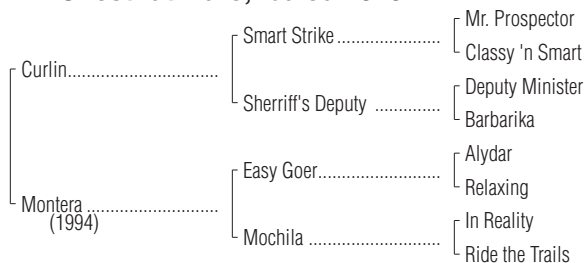 Smart Strike
Mr. Prospector
Classy 'n Smart
Curlin
Sherriff's Deputy
Deputy Minister
Barbarika
Easy Goer
Alydar
Relaxing
Montera
(1994)
Mochila
In Reality
Ride the Trails